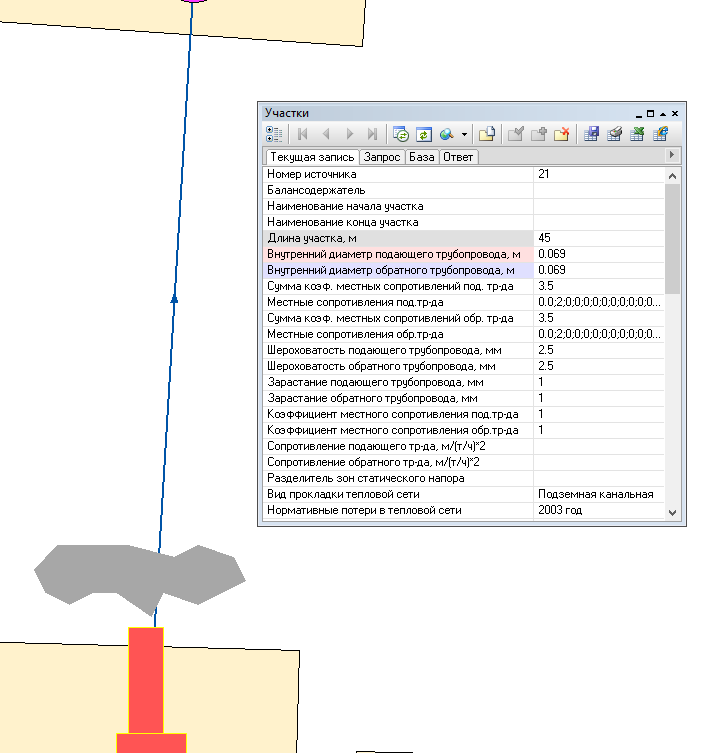 Участки
Текущая запись Запрос База Ответ
Номер источника 21
Балансодержатель
Наименование начала участка
Наименование конца участка
Длина участка, м 45
Внутренний диаметр подающего трубопровода, м 0.069
Внутренний диаметр обратного трубопровода, м 0.069
Сумма коэф. местных сопротивлений под. тр-да 3.5
Местные сопротивления под.тр-да 0.0;2;0;0;0;0;0;0;0;0;0;0...
Сумма коэф. местных сопротивлений обр. тр-да 3.5
Местные сопротивления обр.тр-да 0.0;2;0;0;0;0;0;0;0;0;0;0...
Шероховатость подающего трубопровода, мм 2.5
Шероховатость обратного трубопровода, мм 2.5
Зарастание подающего трубопровода, мм 1
Зарастание обратного трубопровода, мм 1
Коэффициент местного сопротивления под.тр-да 1
Коэффициент местного сопротивления обр.тр-да 1
Сопротивление подающего тр-да, м/(т/ч)*2
Сопротивление обратного тр-да, м/(т/ч)*2
Разделитель зон статического напора
Вид прокладки тепловой сети Подземная канальная
Нормативные потери в тепловой сети 2003 год